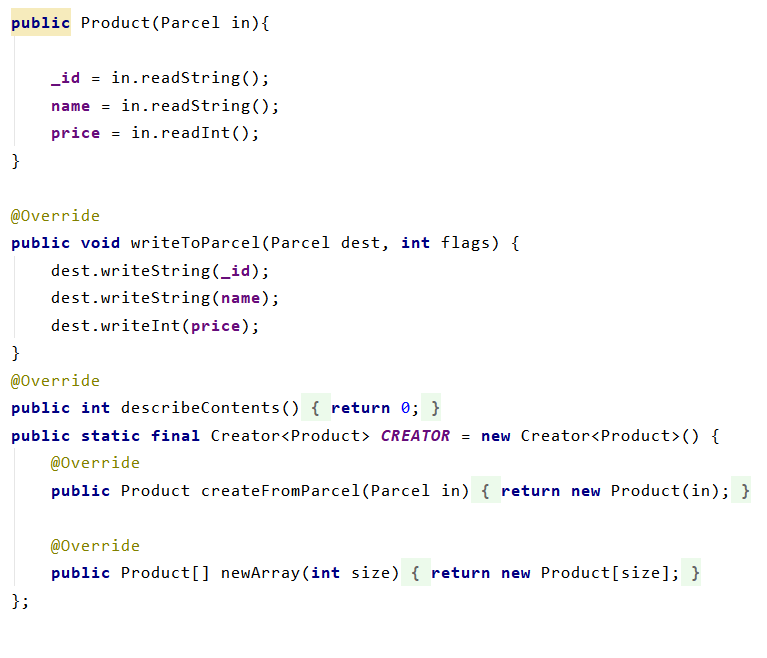 public Product(Parcel in){
_id = in.readString();
name = in.readString();
price = in.readInt();
}
@Override
public void writeToParcel(Parcel dest, int flags) {
dest.writeString(_id);
dest.writeString(name);
dest.writeInt(price);
}
@Override
public int describeContents() { return 0; }
public static final Creator<Product> CREATOR = new Creator<Product>() {
@Override
public Product createFromParcel(Parcel in) { return new Product(in); }
@Override
public Product[] newArray(int size) { return new Product[size]; }
};